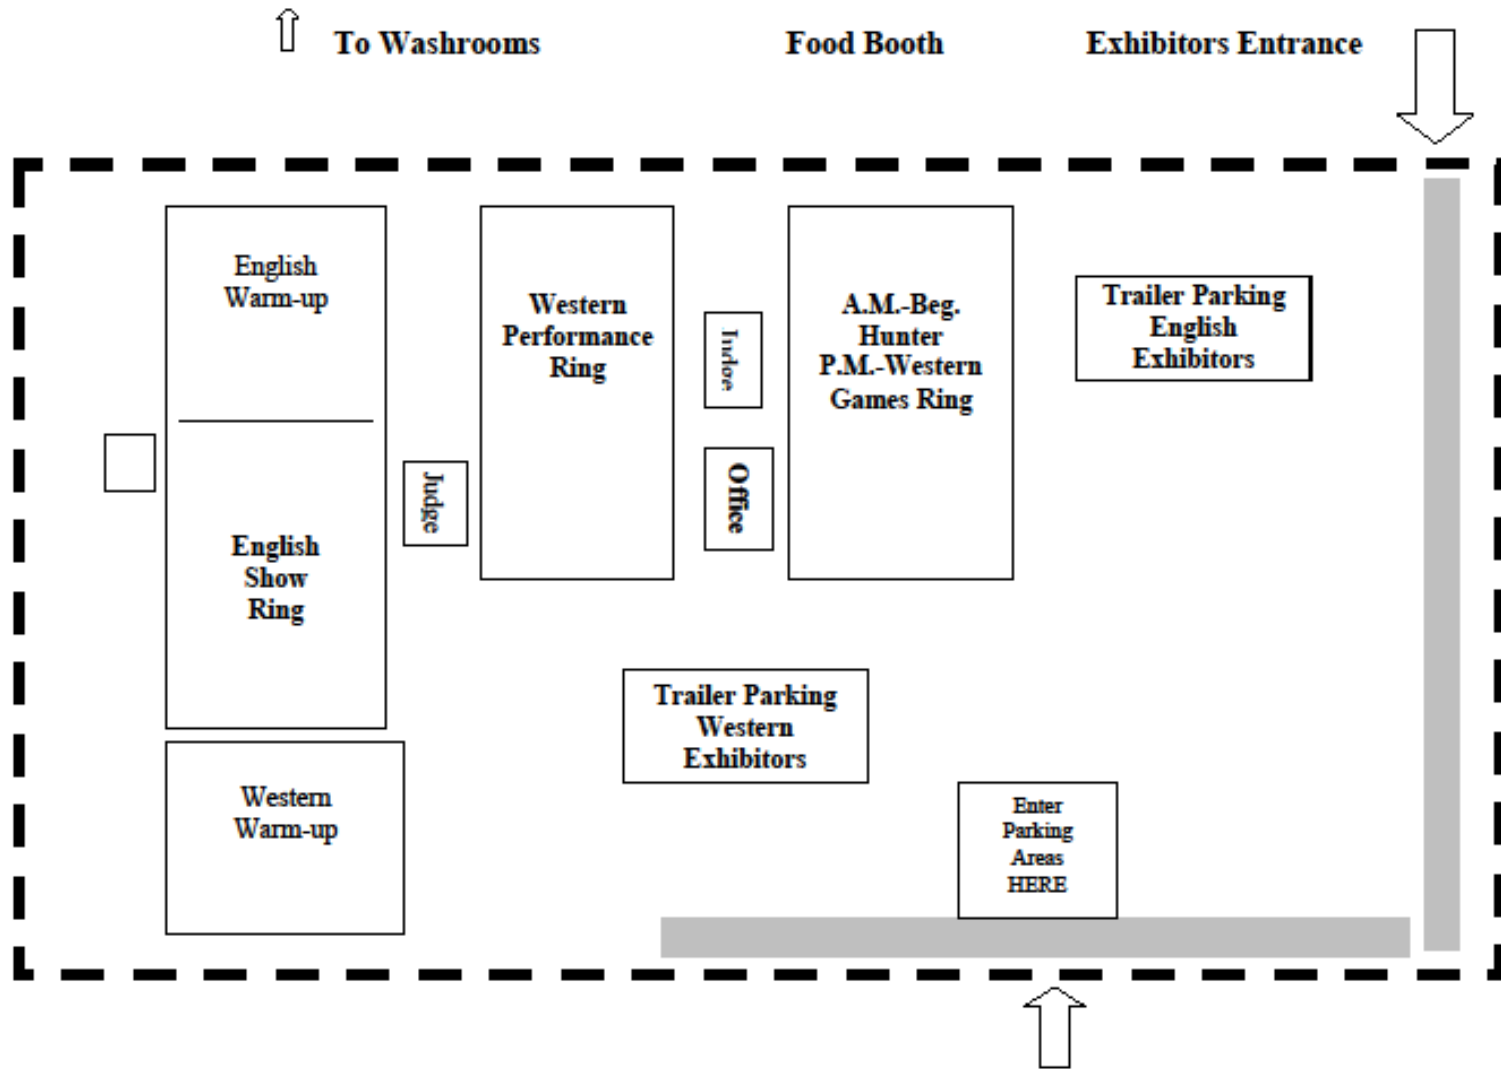 To Washrooms
Food Booth
Exhibitors Entrance
English
Warm-up
Western
Performance
Ring
Judge
A.M.-Beg.
Hunter
P.M.-Western
Games Ring
Trailer Parking
English
Exhibitors
Judge
Office
English
Show
Ring
Trailer Parking
Western
Exhibitors
Western
Warm-up
Enter
Parking
Areas
HERE